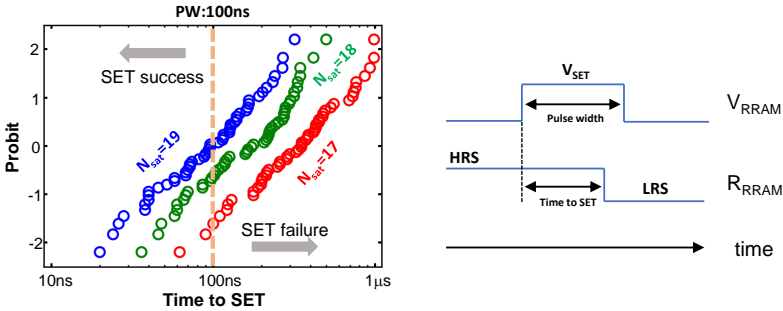 PW:100ns
2
1
0
-1
-2
Probit
SET success
N_sat=19
N_sat=18
N_sat=17
SET failure
10ns
100ns
1μs
Time to SET
V_SET
Pulse width
V_RRAM
HRS
Time to SET
LRS
R_RRAM
time